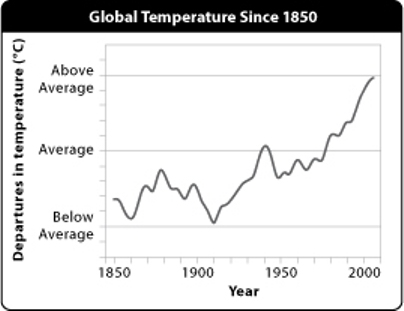 Global Temperature Since 1850
Departures in temperature (°C)
Above
Average
Average
Below
Average
1850 1900 1950 2000
Year